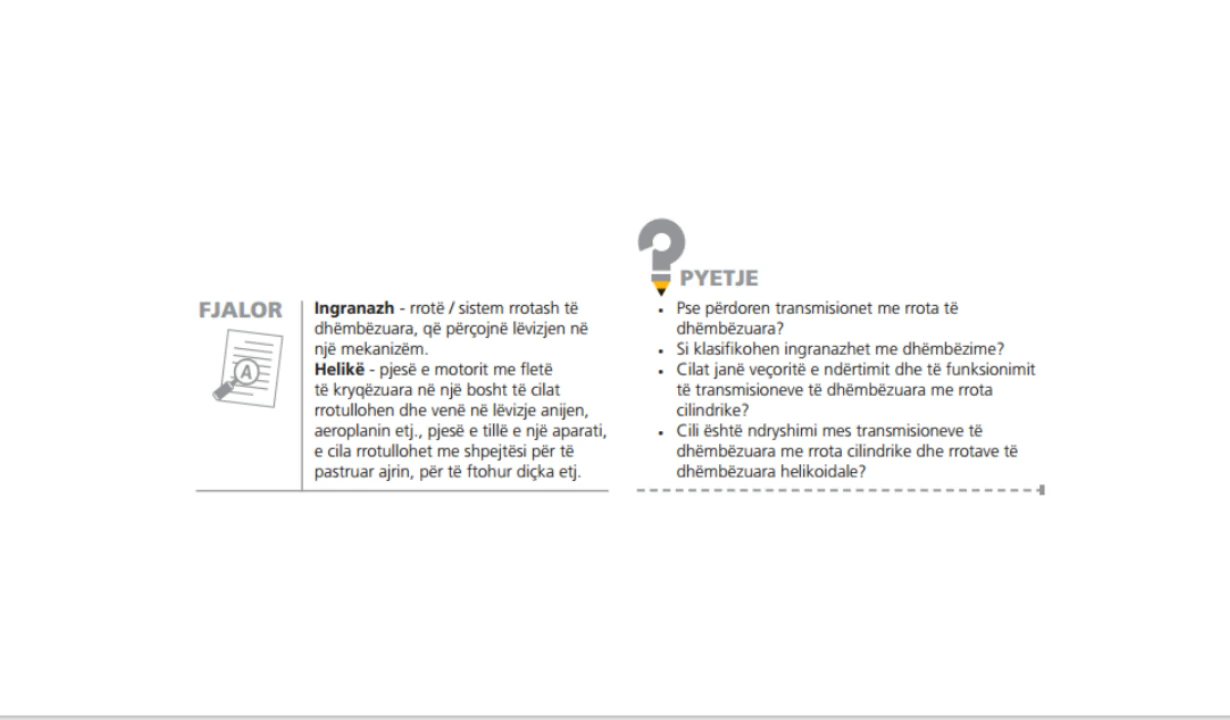 FJALOR
A
Ingranazh - rrotë / sistem rrotash të
dhëmbëzuara, që përçojnë lëvizjen në
një mekanizëm.
Helikë - pjesë e motorit me fletë
të kryqëzuara në një bosht të cilat
rrotullohen dhe venë në lëvizje anijen,
aeroplanin etj., pjesë e tillë e një aparati,
e cila rrotullohet me shpejtësi për të
pastruar ajrin, për të ftohur diçka etj.
PYETJE
• Pse përdoren transmisionet me rrota të
dhëmbëzuara?
• Si klasifikohen ingranazhet me dhëmbëzime?
• Cilat janë veçoritë e ndërtimit dhe të funksionimit
të transmisioneve të dhëmbëzuara me rrota
cilindrike?
• Cili është ndryshimi mes transmisioneve të
dhëmbëzuara me rrota cilindrike dhe rrotave të
dhëmbëzuara helikoidale?